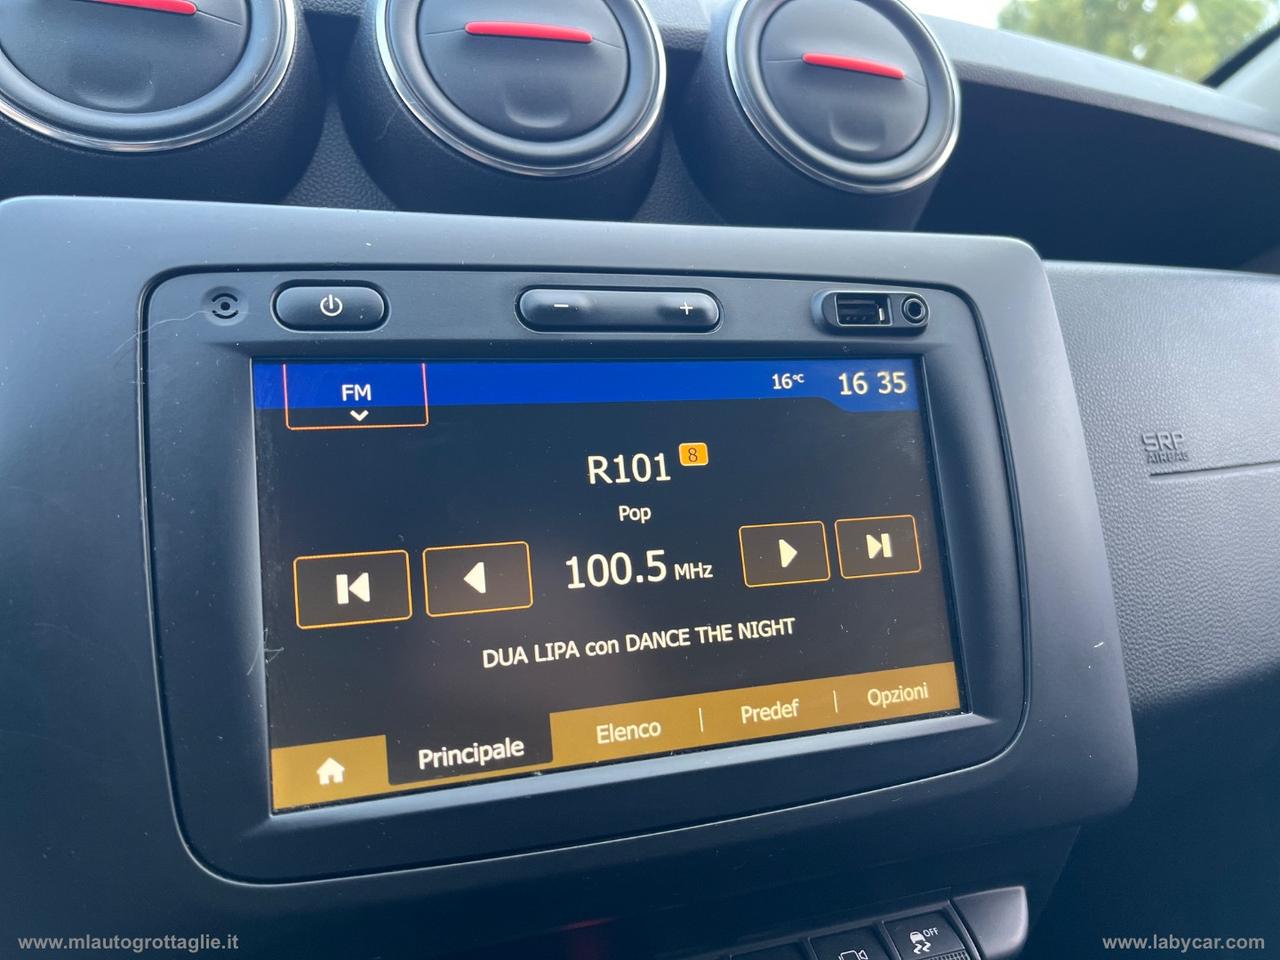 FM
16°C
16 35
R101 8
Pop
100.5 MHz
DUA LIPA con DANCE THE NIGHT
Principale
Elenco
Predef
Opzioni
SRP
AIRBAG
OFF
www.mlautogrottaglie.it
www.labycar.com